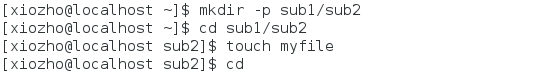 [xiozho@localhost ~]$ mkdir -p sub1/sub2
[xiozho@localhost ~]$ cd sub1/sub2
[xiozho@localhost sub2]$ touch myfile
[xiozho@localhost sub2]$ cd